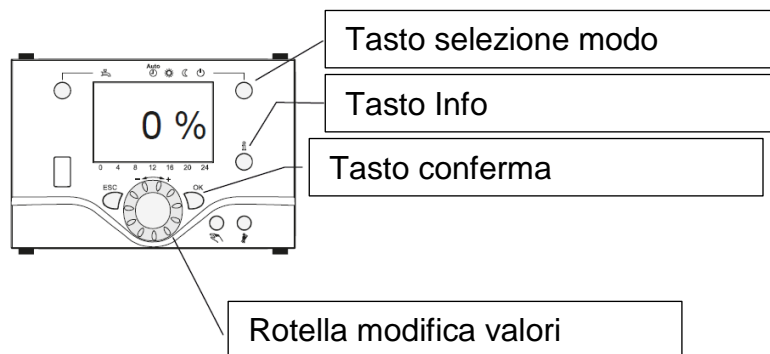 Tasto selezione modo
Auto
0 %
Tasto Info
0 4 8 12 16 20 24
Tasto conferma
ESC - + OK
Rotella modifica valori